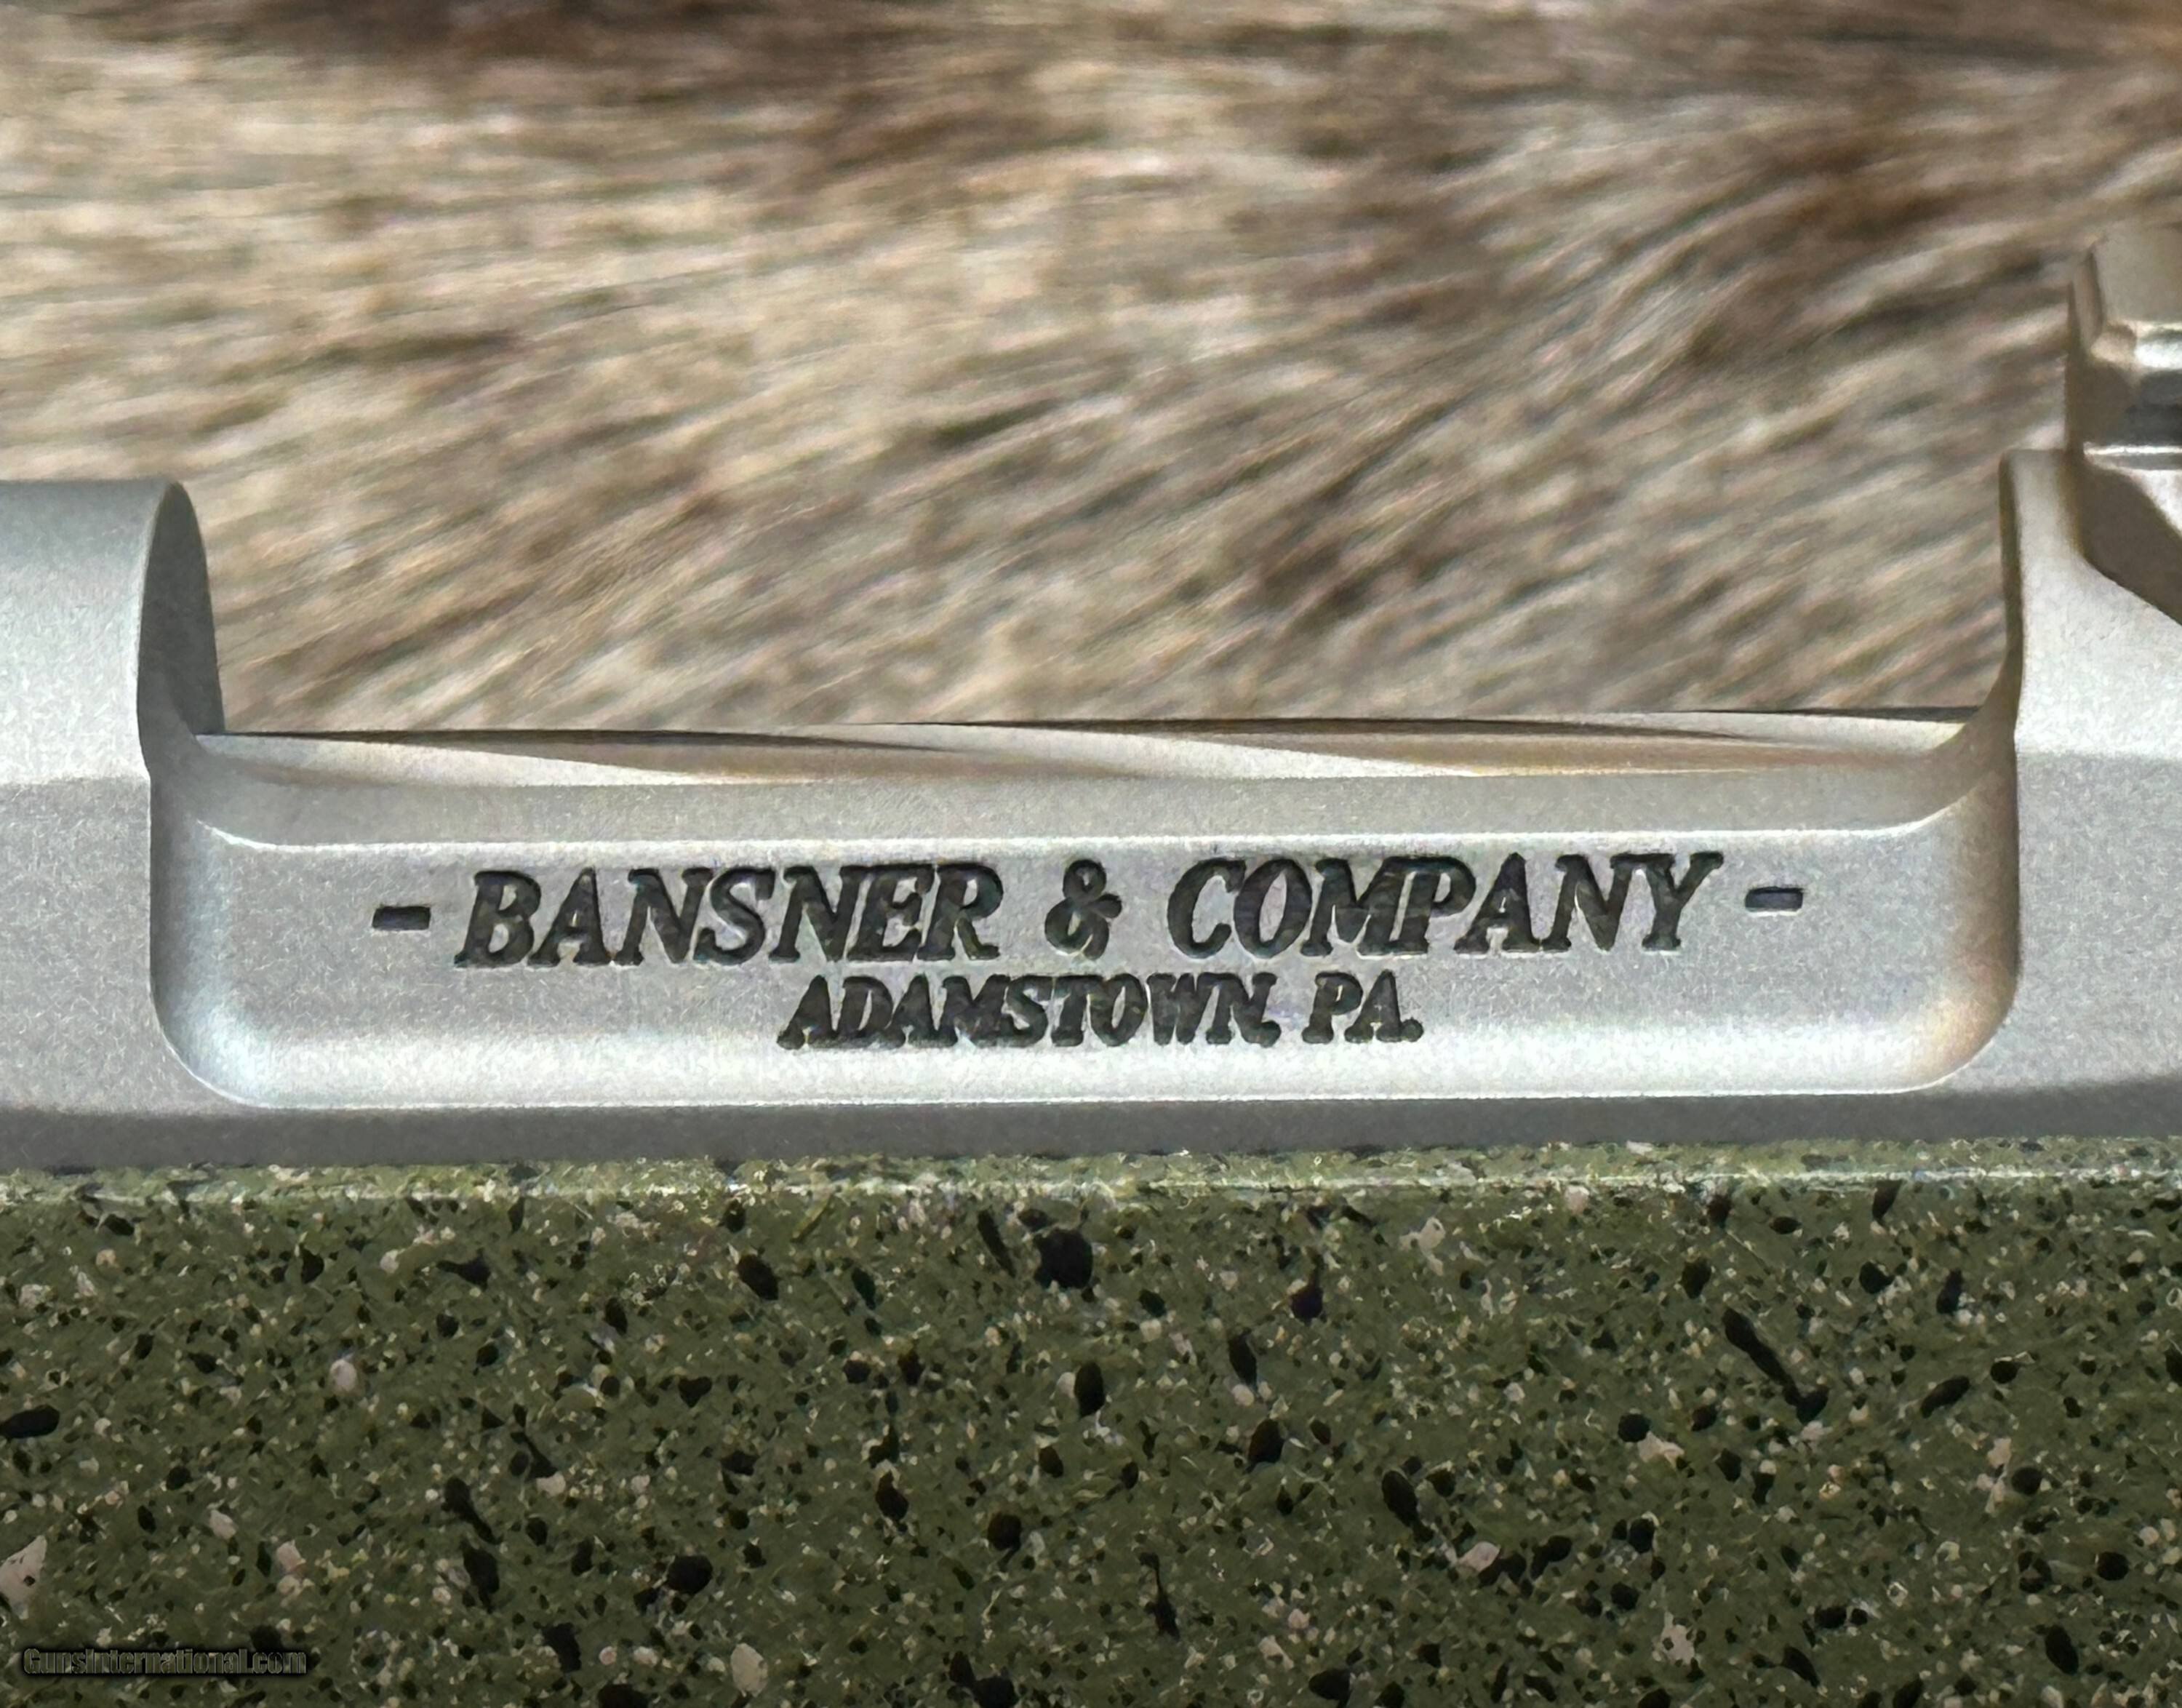 - BANSNER & COMPANY -
ADAMSTOWN, PA.
GunsInternational.com